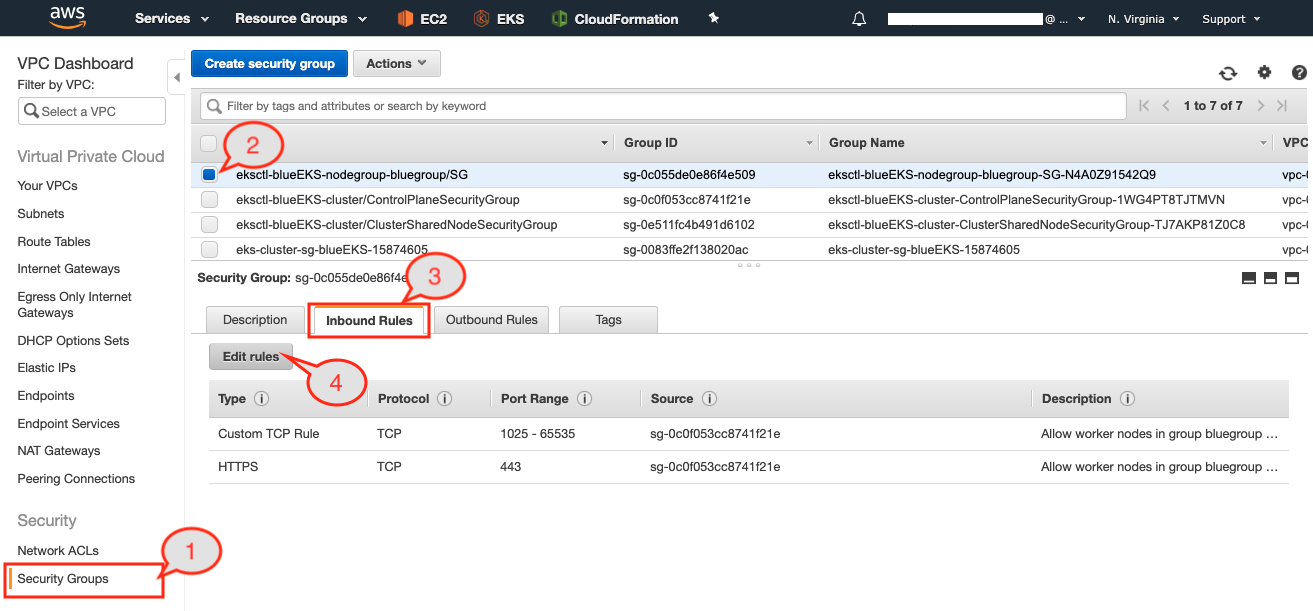 aws Services Resource Groups EC2 EKS CloudFormation @ ... N. Virginia Support
VPC Dashboard
Filter by VPC:
Select a VPC
Virtual Private Cloud
Your VPCs
Subnets
Route Tables
Internet Gateways
Egress Only Internet
Gateways
DHCP Options Sets
Elastic IPs
Endpoints
Endpoint Services
NAT Gateways
Peering Connections
Security
Network ACLs
Security Groups
1
Create security group Actions
Filter by tags and attributes or search by keyword 1 to 7 of 7
2 Group ID Group Name VPC
eksctl-blueEKS-nodegroup-bluegroup/SG sg-0c055de0e86f4e509 eksctl-blueEKS-nodegroup-bluegroup-SG-N4A0Z91542Q9 vpc-0
eksctl-blueEKS-cluster/ControlPlaneSecurityGroup sg-0c0f053cc8741f21e eksctl-blueEKS-cluster-ControlPlaneSecurityGroup-1WG4PT8TJTMVN vpc-0
eksctl-blueEKS-cluster/ClusterSharedNodeSecurityGroup sg-0e511fc4b491d6102 eksctl-blueEKS-cluster-ClusterSharedNodeSecurityGroup-TJ7AKP81Z0C8 vpc-0
eks-cluster-sg-blueEKS-15874605 sg-0083ffe2f138020ac eks-cluster-sg-blueEKS-15874605 vpc-0
Security Group: sg-0c055de0e86f4e
3
Description Inbound Rules Outbound Rules Tags
Edit rules
4
Type Protocol Port Range Source Description
Custom TCP Rule TCP 1025 - 65535 sg-0c0f053cc8741f21e Allow worker nodes in group bluegroup ...
HTTPS TCP 443 sg-0c0f053cc8741f21e Allow worker nodes in group bluegroup ...